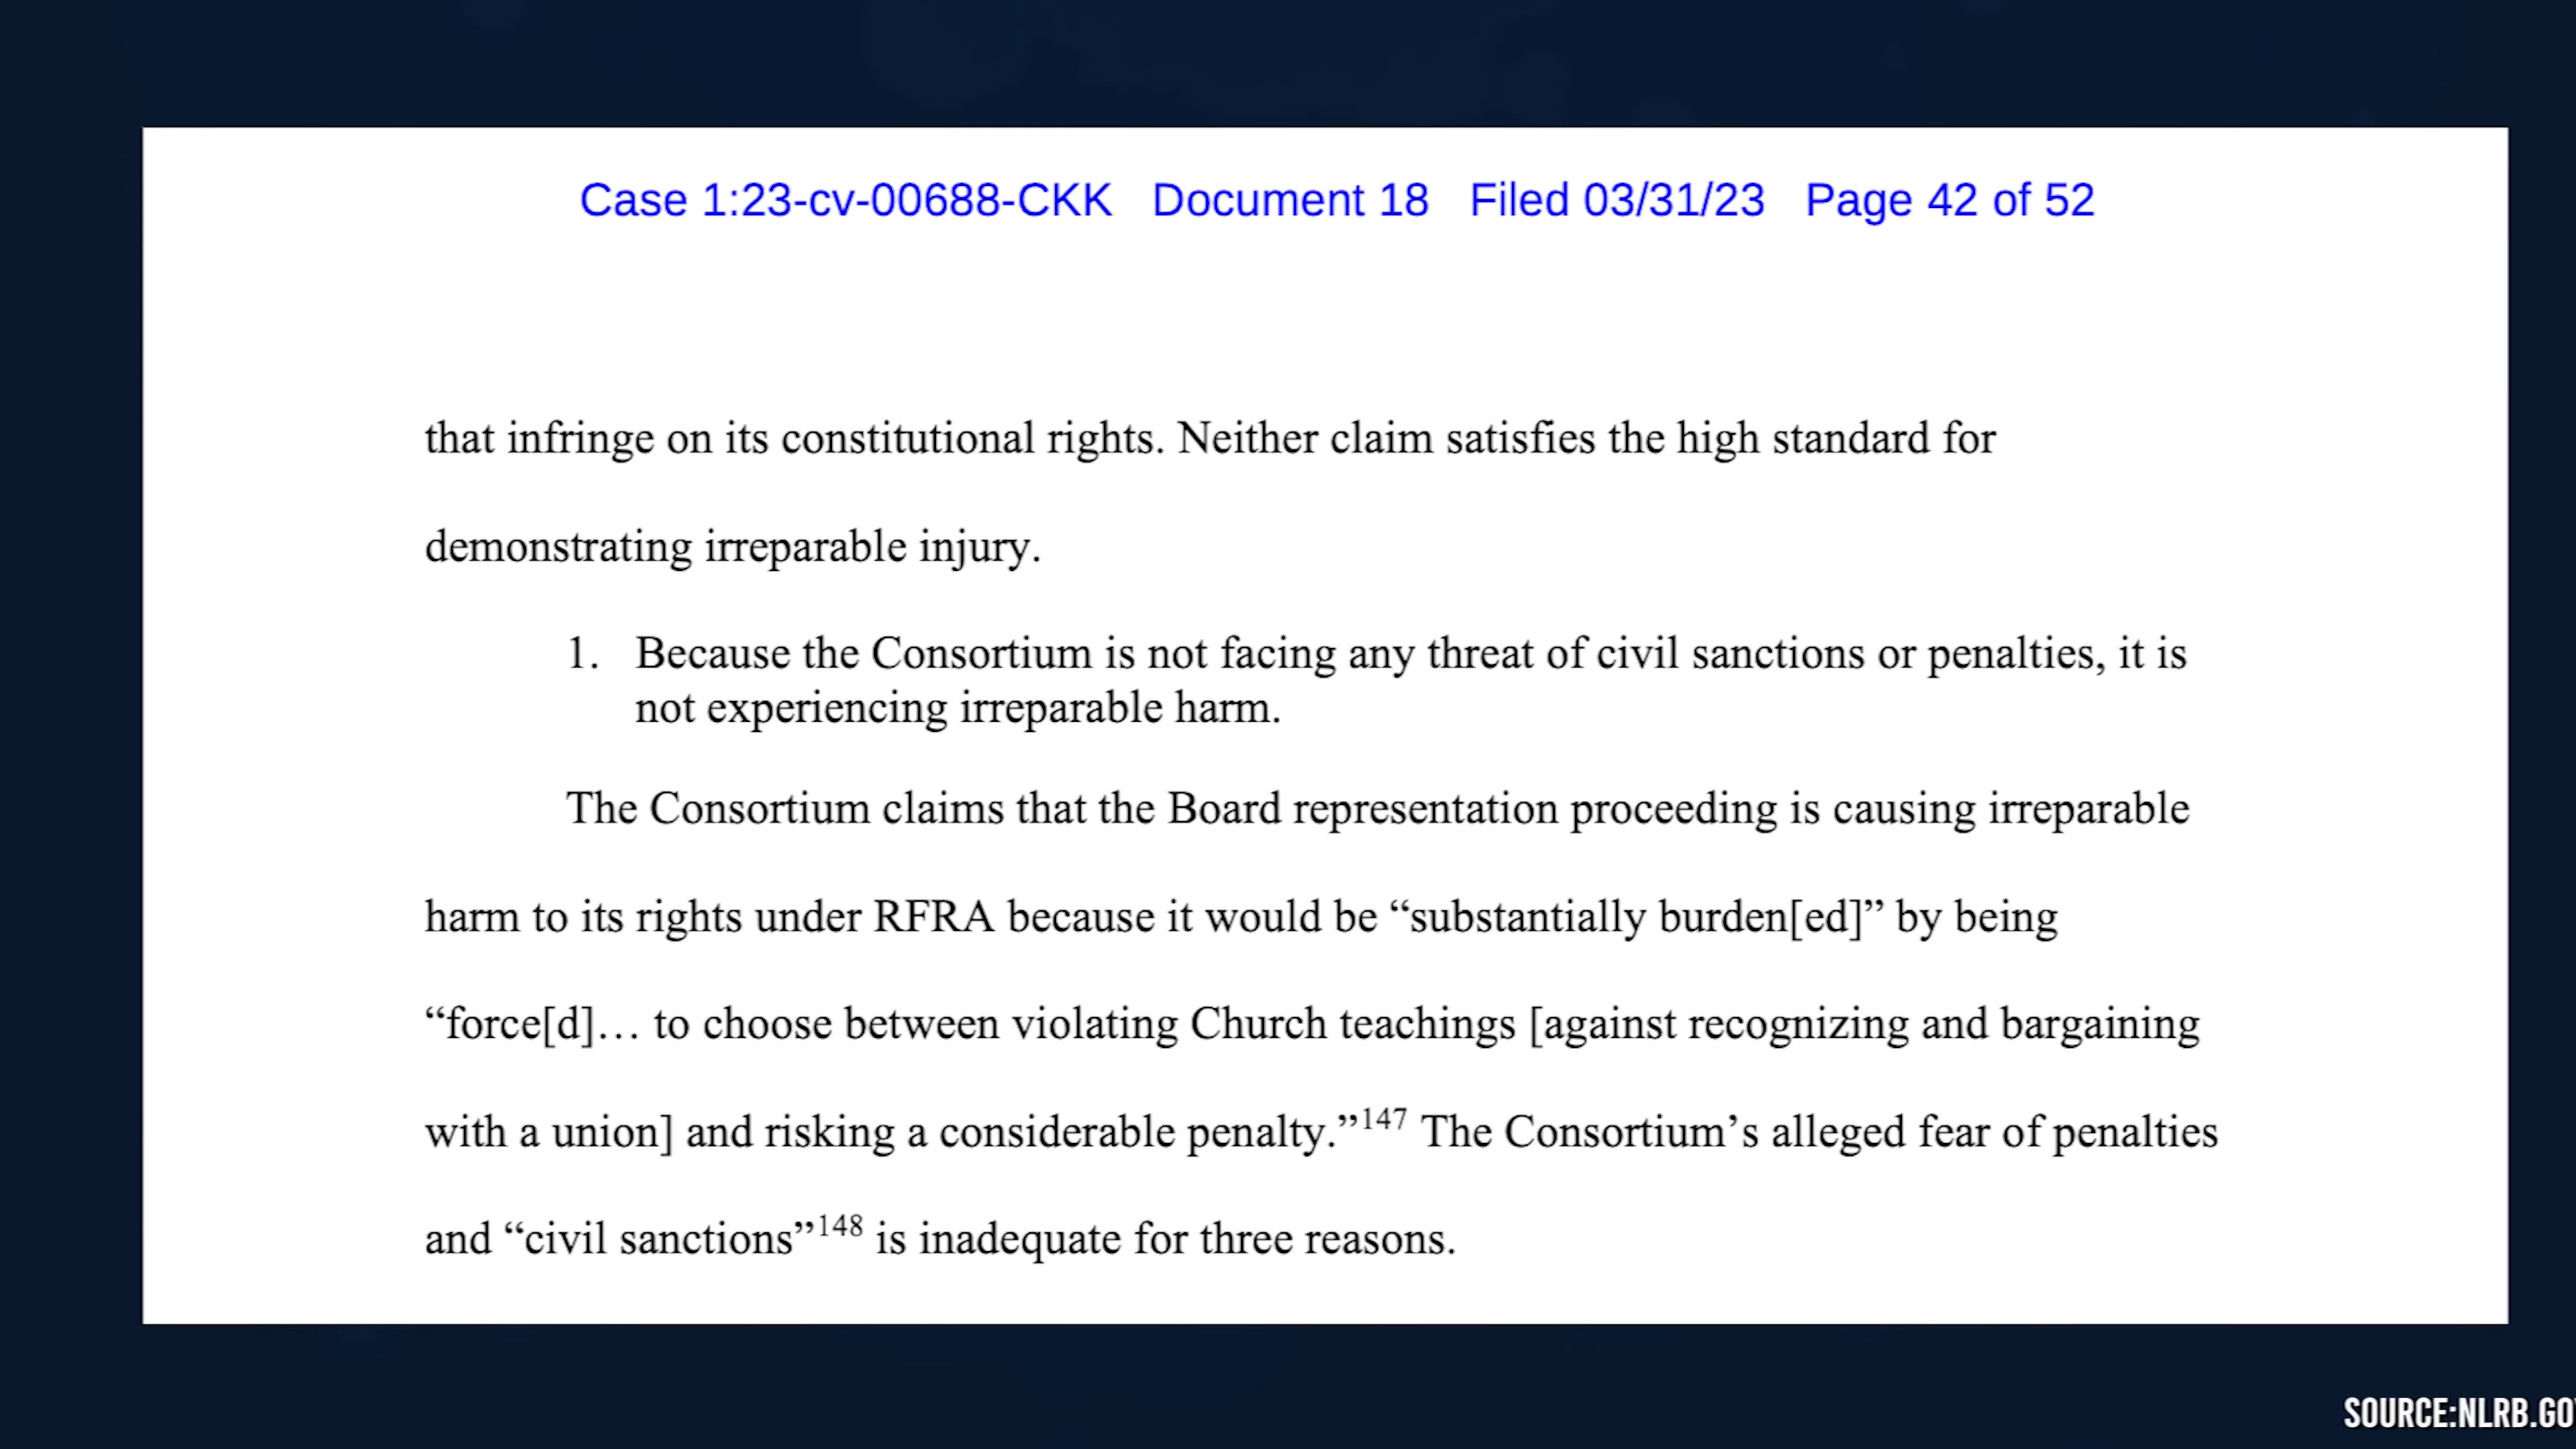 Case 1:23-cv-00688-CKK Document 18 Filed 03/31/23 Page 42 of 52
that infringe on its constitutional rights. Neither claim satisfies the high standard for
demonstrating irreparable injury.
1. Because the Consortium is not facing any threat of civil sanctions or penalties, it is
not experiencing irreparable harm.
The Consortium claims that the Board representation proceeding is causing irreparable
harm to its rights under RFRA because it would be “substantially burden[ed]” by being
“force[d]… to choose between violating Church teachings [against recognizing and bargaining
with a union] and risking a considerable penalty.”147 The Consortium’s alleged fear of penalties
and “civil sanctions”148 is inadequate for three reasons.
SOURCE:NLRB.GO